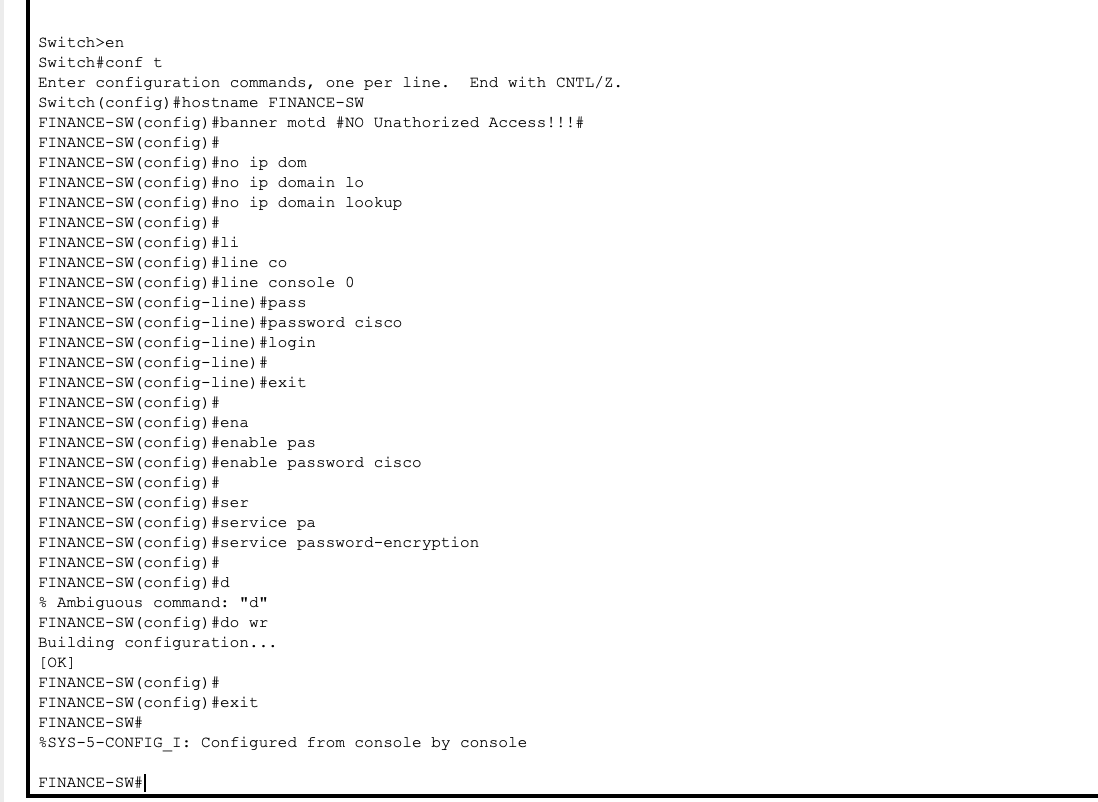 Switch>en
Switch#conf t
Enter configuration commands, one per line.  End with CNTL/Z.
Switch(config)#hostname FINANCE-SW
FINANCE-SW(config)#banner motd #NO Unathorized Access!!!#
FINANCE-SW(config)#
FINANCE-SW(config)#no ip dom
FINANCE-SW(config)#no ip domain lo
FINANCE-SW(config)#no ip domain lookup
FINANCE-SW(config)#
FINANCE-SW(config)#li
FINANCE-SW(config)#line co
FINANCE-SW(config)#line console 0
FINANCE-SW(config-line)#pass
FINANCE-SW(config-line)#password cisco
FINANCE-SW(config-line)#login
FINANCE-SW(config-line)#
FINANCE-SW(config-line)#exit
FINANCE-SW(config)#
FINANCE-SW(config)#ena
FINANCE-SW(config)#enable pas
FINANCE-SW(config)#enable password cisco
FINANCE-SW(config)#
FINANCE-SW(config)#ser
FINANCE-SW(config)#service pa
FINANCE-SW(config)#service password-encryption
FINANCE-SW(config)#
FINANCE-SW(config)#d
% Ambiguous command: "d"
FINANCE-SW(config)#do wr
Building configuration...
[OK]
FINANCE-SW(config)#
FINANCE-SW(config)#exit
FINANCE-SW#
%SYS-5-CONFIG_I: Configured from console by console
FINANCE-SW#